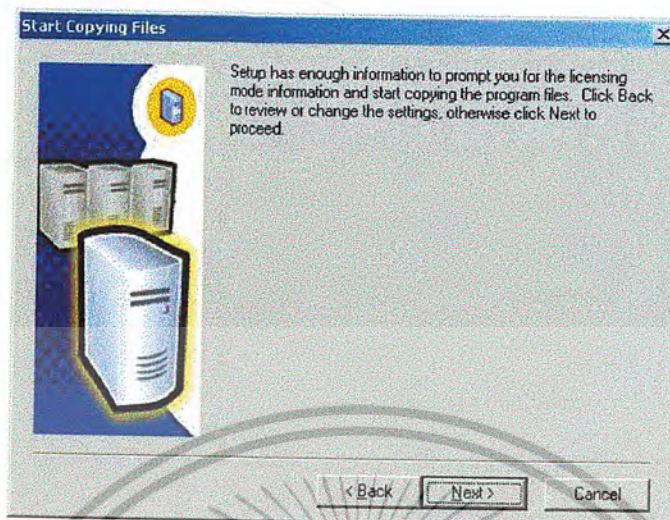 Start Copying Files
Setup has enough information to prompt you for the licensing
mode information and start copying the program files. Click Back
to review or change the settings, otherwise click Next to
proceed.
< Back
Next >
Cancel